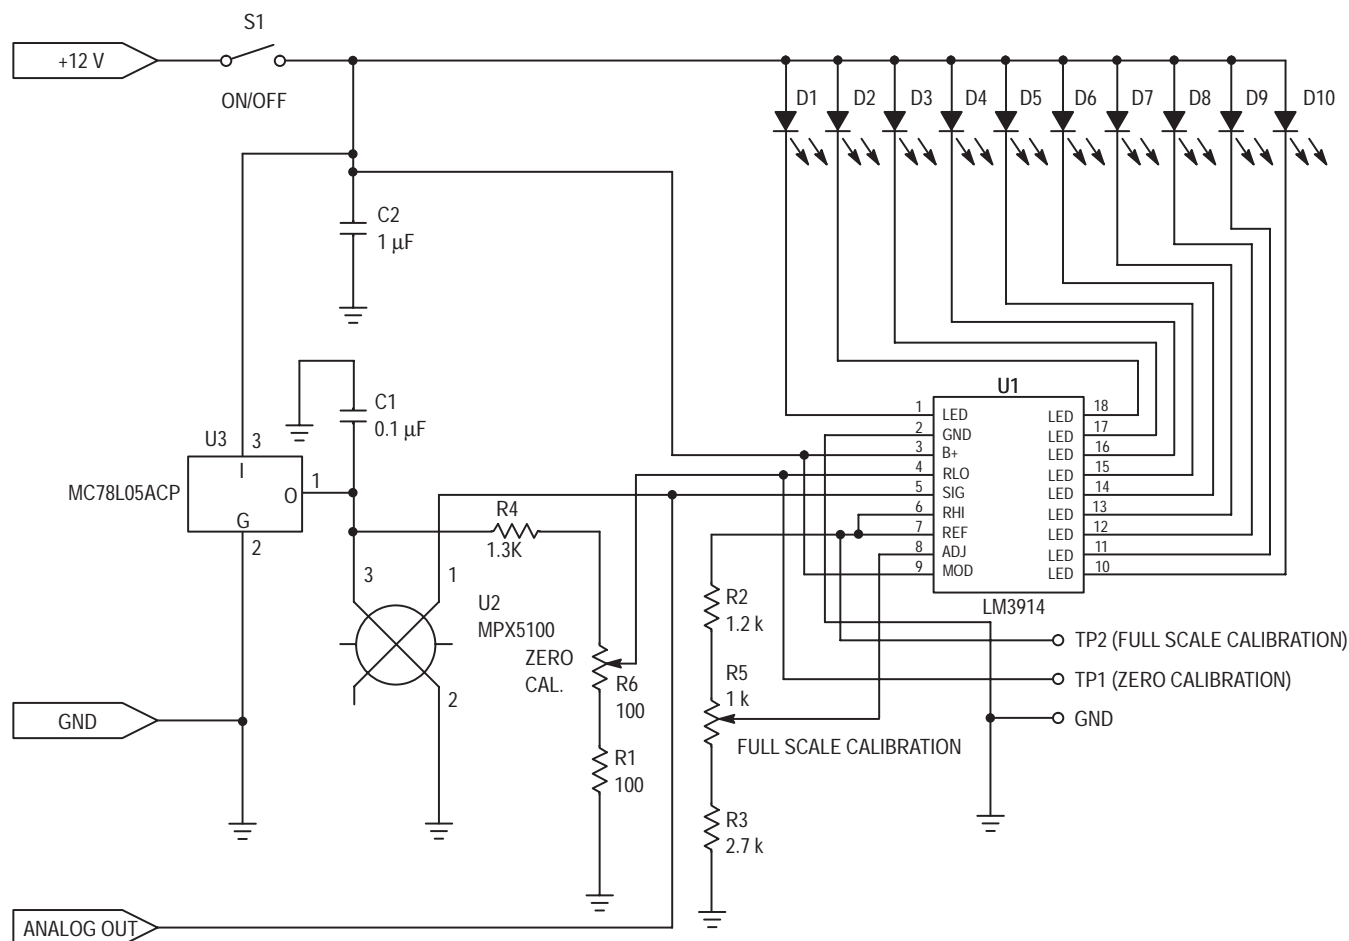 S1
+12 V
ON/OFF
D1 D2 D3 D4 D5 D6 D7 D8 D9 D10
C2
1 µF
C1
0.1 µF
U3
3
I
MC78L05ACP
O
1
G
2
R4
1.3K
3
1
U2
MPX5100
2
ZERO
CAL.
R6
100
R1
100
U1
1 LED
2 GND
3 B+
4 RLO
5 SIG
6 RHI
7 REF
8 ADJ
9 MOD
LED 18
LED 17
LED 16
LED 15
LED 14
LED 13
LED 12
LED 11
LED 10
LM3914
R2
1.2 k
R5
1 k
FULL SCALE CALIBRATION
R3
2.7 k
TP2 (FULL SCALE CALIBRATION)
TP1 (ZERO CALIBRATION)
GND
GND
ANALOG OUT